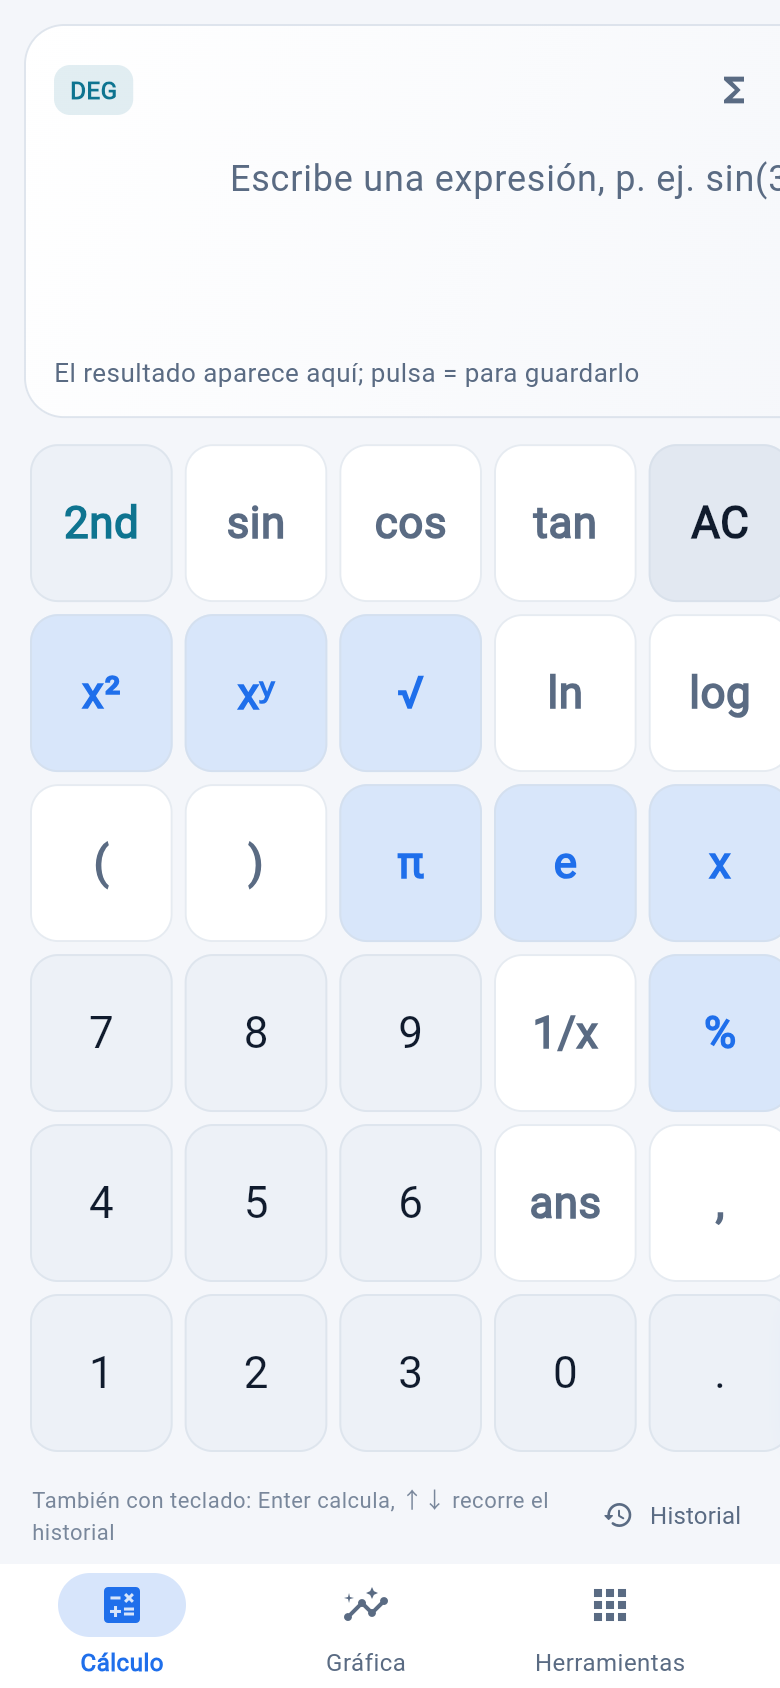 DEG Σ
Escribe una expresión, p. ej. sin(3
El resultado aparece aquí; pulsa = para guardarlo
2nd sin cos tan AC
x² xʸ √ ln log
( ) π e x
7 8 9 1/x %
4 5 6 ans ,
1 2 3 0 .
También con teclado: Enter calcula, ↑ ↓ recorre el
historial
Historial
Cálculo Gráfica Herramientas